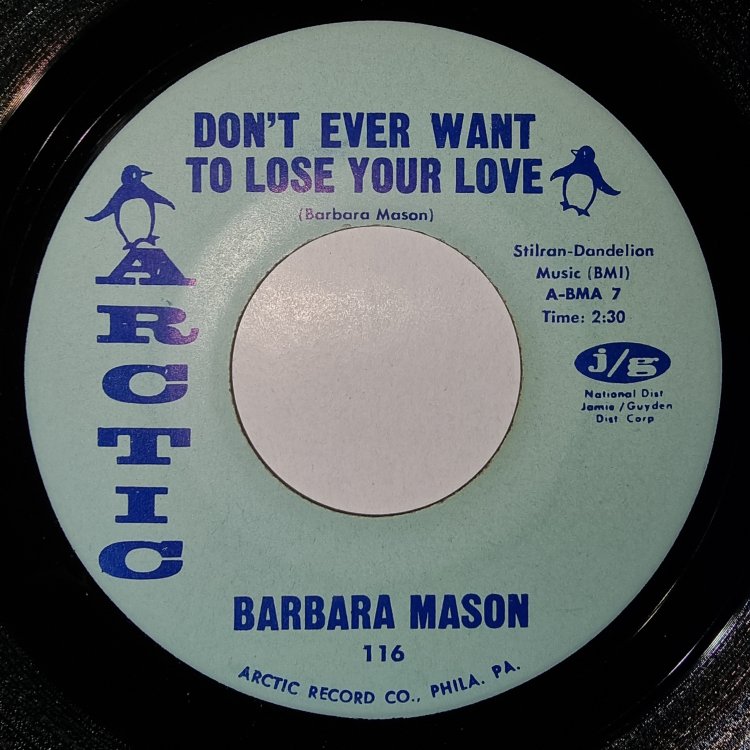 DON'T EVER WANT
TO LOSE YOUR LOVE
(Barbara Mason)
ARCTIC
Stilran-Dandelion
Music (BMI)
A-BMA 7
Time: 2:30
j/g
National Dist
Jamie/Guyden
Dist Corp
BARBARA MASON
116
ARCTIC RECORD CO., PHILA. PA.